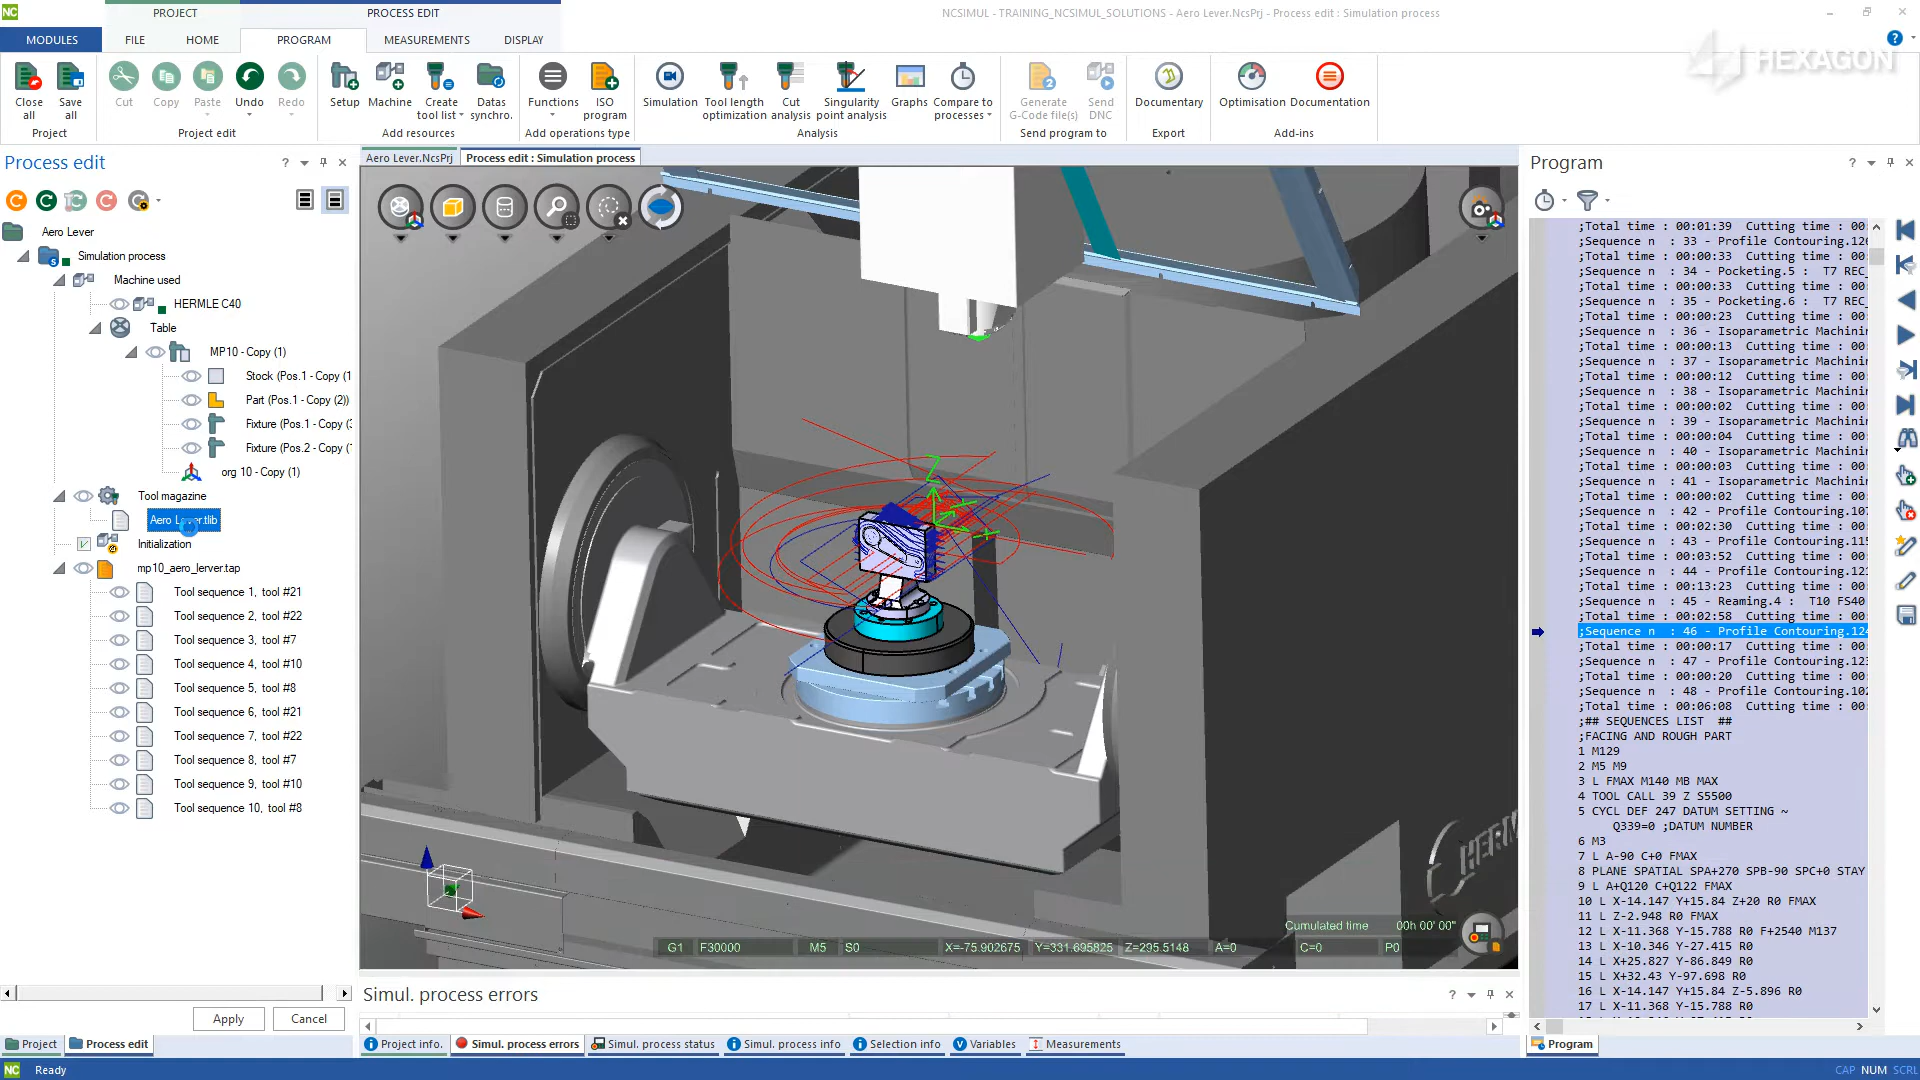 NC PROJECT PROCESS EDIT NCSIMUL - TRAINING_NCSIMUL_SOLUTIONS - Aero Lever.NcsPrj - Process edit : Simulation process
MODULES FILE HOME PROGRAM MEASUREMENTS DISPLAY
HEXAGON
Close all Save all Cut Copy Paste Undo Redo Setup Machine Create tool list Datas synchro. Functions ISO program Simulation Tool length optimization Cut analysis Singularity point analysis Graphs Compare to processes Generate G-Code file(s) Send DNC Documentary Optimisation Documentation
Project Project edit Add resources Add operations type Analysis Send program to Export Add-ins
Process edit
Aero Lever.NcsPrj Process edit : Simulation process
Program
Aero Lever
Simulation process
Machine used
HERMLE C40
Table
MP10 - Copy (1)
Stock (Pos.1 - Copy (1
Part (Pos.1 - Copy (2))
Fixture (Pos.1 - Copy (3
Fixture (Pos.2 - Copy (
org 10 - Copy (1)
Tool magazine
Aero Lever.tlib
Initialization
mp10_aero_lerver.tap
Tool sequence 1, tool #21
Tool sequence 2, tool #22
Tool sequence 3, tool #7
Tool sequence 4, tool #10
Tool sequence 5, tool #8
Tool sequence 6, tool #21
Tool sequence 7, tool #22
Tool sequence 8, tool #7
Tool sequence 9, tool #10
Tool sequence 10, tool #8
Apply Cancel
Project Process edit
Z
HERM
Cumulated time 00h 00' 00"
G1 F30000 M5 S0 X=-75.902675 Y=331.695825 Z=295.5148 A=0 C=0 P0
Simul. process errors
Project info. Simul. process errors Simul. process status Simul. process info Selection info Variables Measurements
;Total time : 00:01:39 Cutting time : 00
;Sequence n : 33 - Profile Contouring.126
;Total time : 00:00:33 Cutting time : 00
;Sequence n : 34 - Pocketing.5 : T7 REC_
;Total time : 00:00:33 Cutting time : 00
;Sequence n : 35 - Pocketing.6 : T7 REC_
;Total time : 00:00:23 Cutting time : 00
;Sequence n : 36 - Isoparametric Machinin
;Total time : 00:00:13 Cutting time : 00
;Sequence n : 37 - Isoparametric Machinin
;Total time : 00:00:12 Cutting time : 00
;Sequence n : 38 - Isoparametric Machinin
;Total time : 00:00:02 Cutting time : 00
;Sequence n : 39 - Isoparametric Machinin
;Total time : 00:00:04 Cutting time : 00
;Sequence n : 40 - Isoparametric Machinin
;Total time : 00:00:03 Cutting time : 00
;Sequence n : 41 - Isoparametric Machinin
;Total time : 00:00:02 Cutting time : 00
;Sequence n : 42 - Profile Contouring.107
;Total time : 00:02:30 Cutting time : 00
;Sequence n : 43 - Profile Contouring.115
;Total time : 00:03:52 Cutting time : 00
;Sequence n : 44 - Profile Contouring.121
;Total time : 00:13:23 Cutting time : 00
;Sequence n : 45 - Reaming.4 : T10 FS40
;Total time : 00:02:58 Cutting time : 00
;Sequence n : 46 - Profile Contouring.124
;Total time : 00:00:17 Cutting time : 00
;Sequence n : 47 - Profile Contouring.123
;Total time : 00:00:20 Cutting time : 00
;Sequence n : 48 - Profile Contouring.102
;Total time : 00:06:08 Cutting time : 00
;## SEQUENCES LIST ##
;FACING AND ROUGH PART
1 M129
2 M5 M9
3 L FMAX M140 MB MAX
4 TOOL CALL 39 Z S5500
5 CYCL DEF 247 DATUM SETTING ~
Q339=0 ;DATUM NUMBER
6 M3
7 L A-90 C+0 FMAX
8 PLANE SPATIAL SPA+270 SPB-90 SPC+0 STAY
9 L A+Q120 C+Q122 FMAX
10 L X-14.147 Y+15.84 Z+20 R0 FMAX
11 L Z-2.948 R0 FMAX
12 L X-11.368 Y-15.788 R0 F+2540 M137
13 L X-10.346 Y-27.415 R0
14 L X+25.827 Y-86.849 R0
15 L X+32.43 Y-97.698 R0
16 L X-14.147 Y+15.84 Z-5.896 R0
17 L X-11.368 Y-15.788 R0
Program
NC Ready CAP NUM SCRL